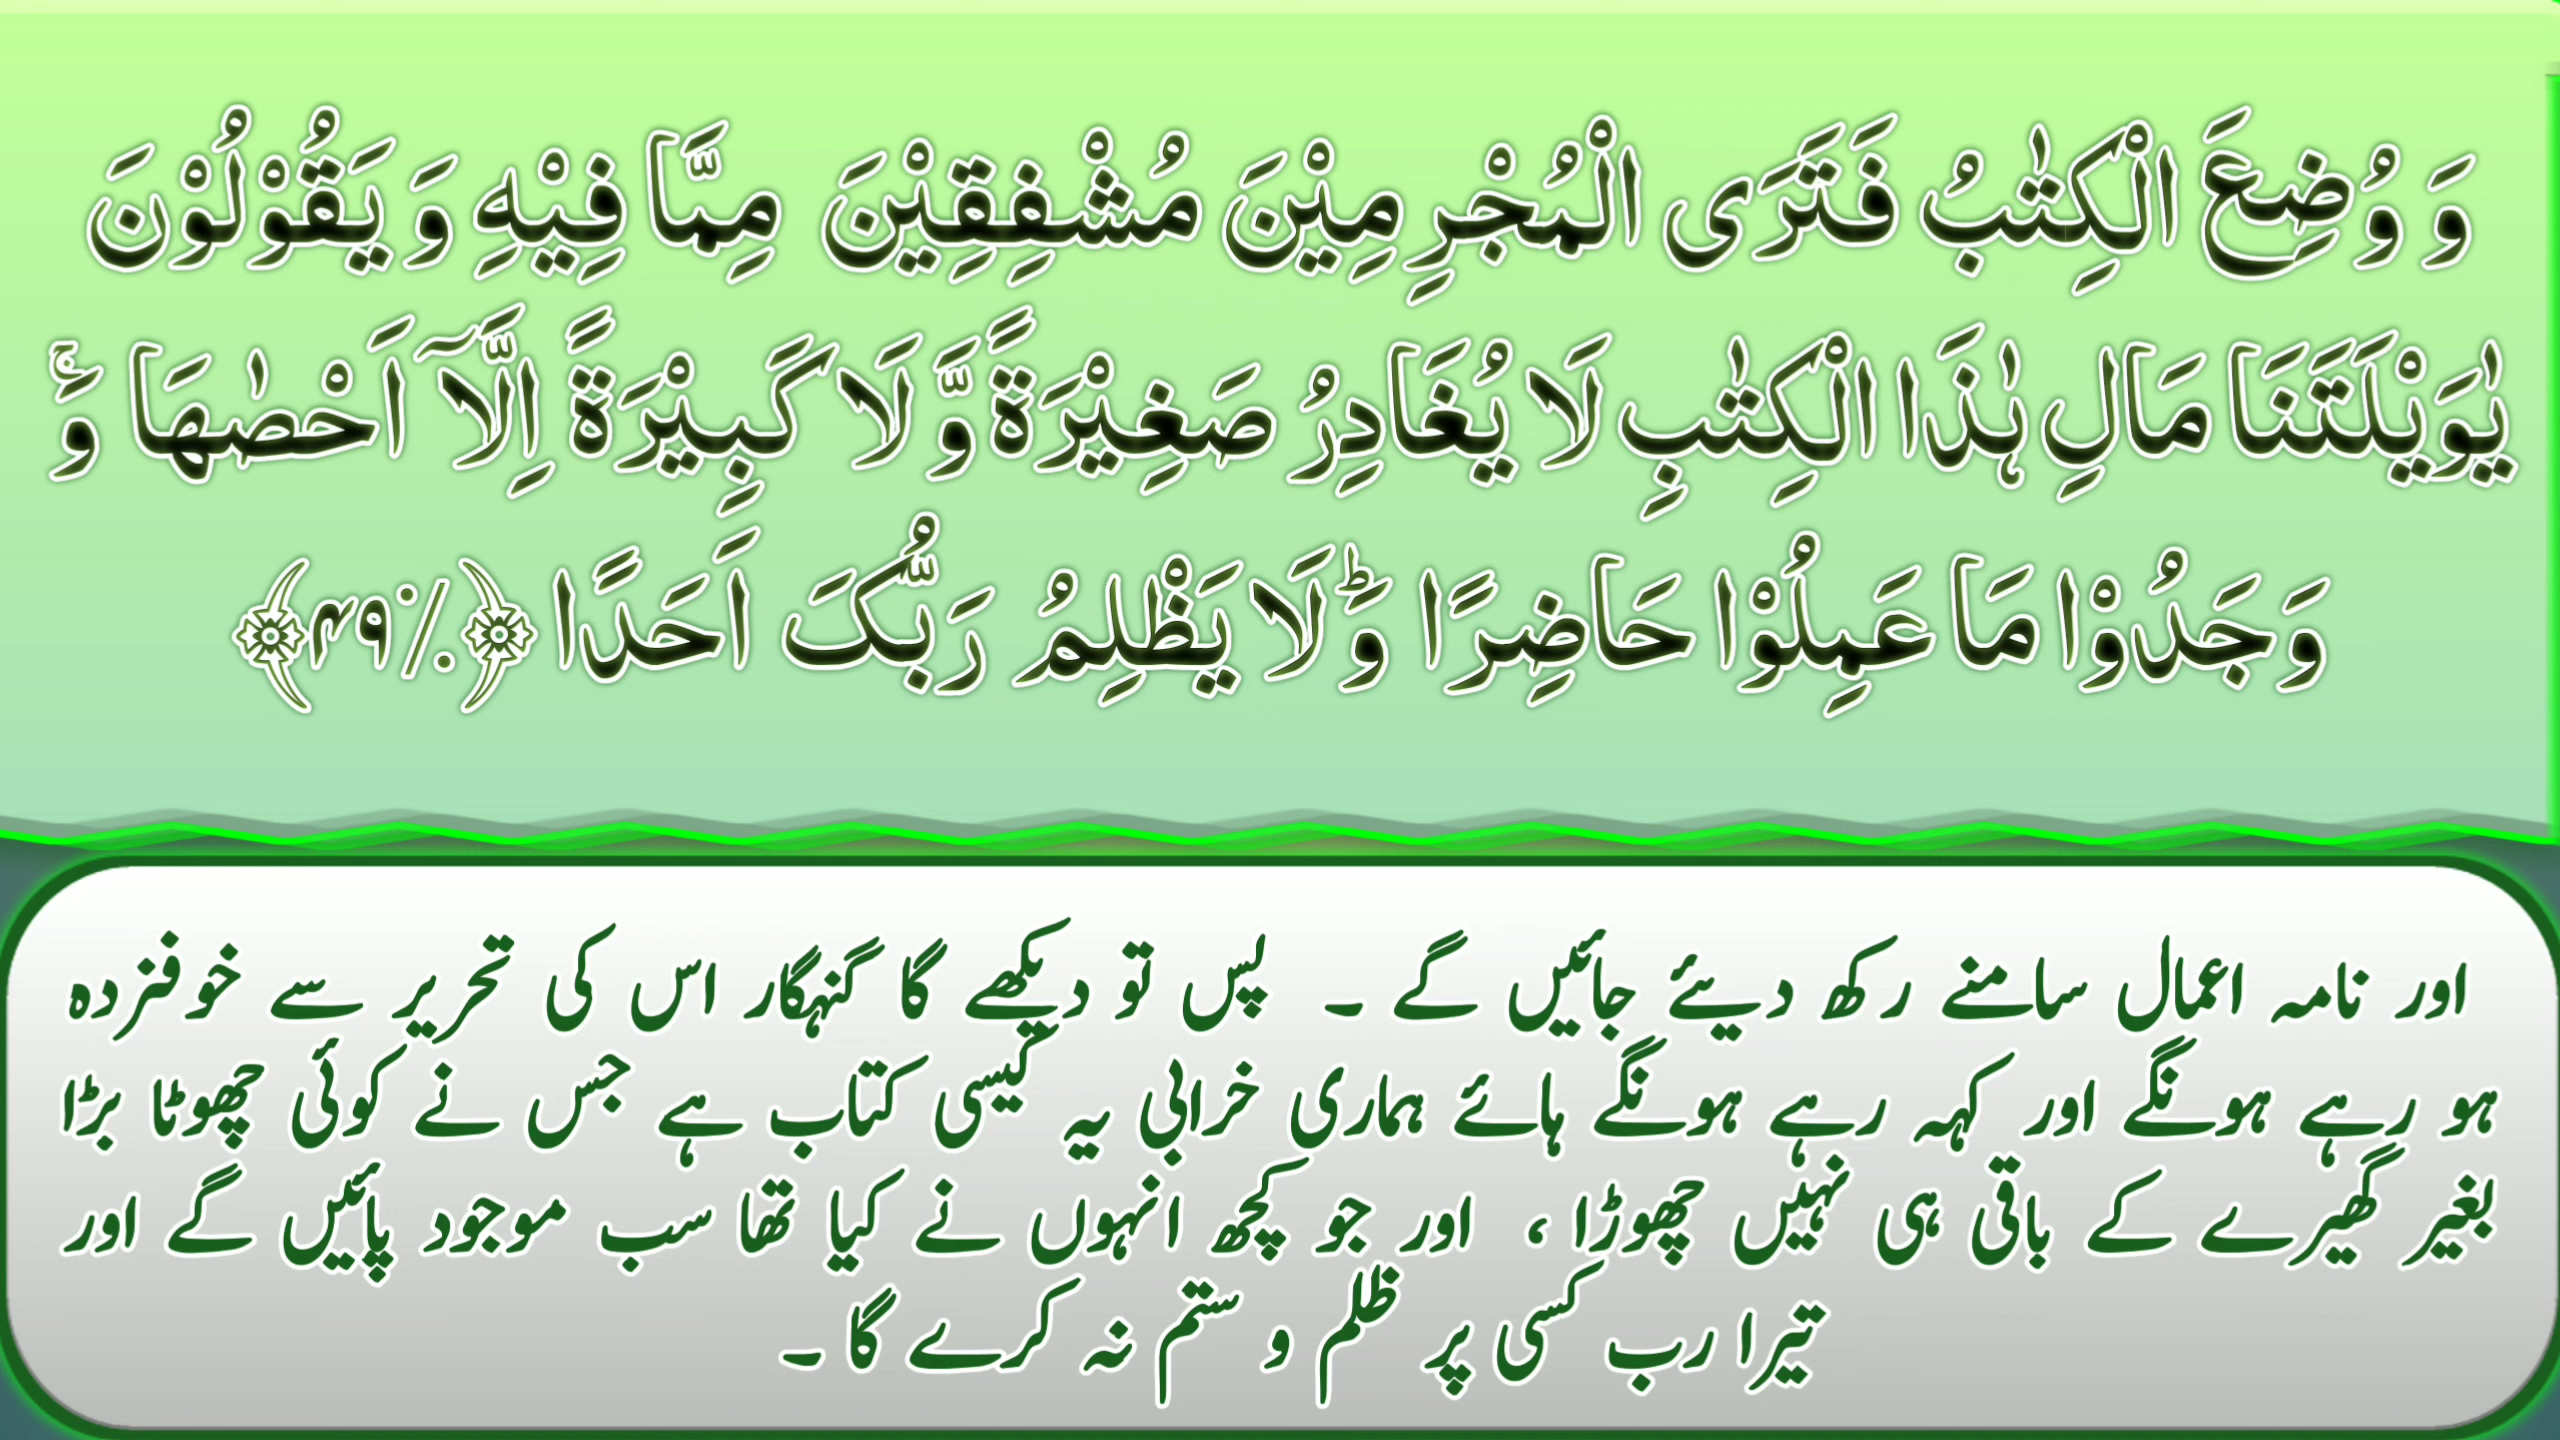 وَ وُضِعَ الْکِتٰبُ فَتَرَی الْمُجْرِمِیْنَ مُشْفِقِیْنَ مِمَّا فِیْہِ وَ یَقُوْلُوْنَ
یٰوَیْلَتَنَا مَالِ ہٰذَا الْکِتٰبِ لَا یُغَادِرُ صَغِیْرَۃً وَّ لَا کَبِیْرَۃً اِلَّاۤ اَحْصٰہَا ۚ وَ
وَجَدُوْا مَا عَمِلُوْا حَاضِرًا ؕ وَ لَا یَظْلِمُ رَبُّکَ اَحَدًا ﴿٪۴۹﴾
اور نامہ اعمال سامنے رکھ دیئے جائیں گے ۔ پس تو دیکھے گا گنہگار اس کی تحریر سے خوفزدہ
ہو رہے ہونگے اور کہہ رہے ہونگے ہائے ہماری خرابی یہ کیسی کتاب ہے جس نے کوئی چھوٹا بڑا
بغیر گھیرے کے باقی ہی نہیں چھوڑا ، اور جو کچھ انہوں نے کیا تھا سب موجود پائیں گے اور
تیرا رب کسی پر ظلم و ستم نہ کرے گا ۔